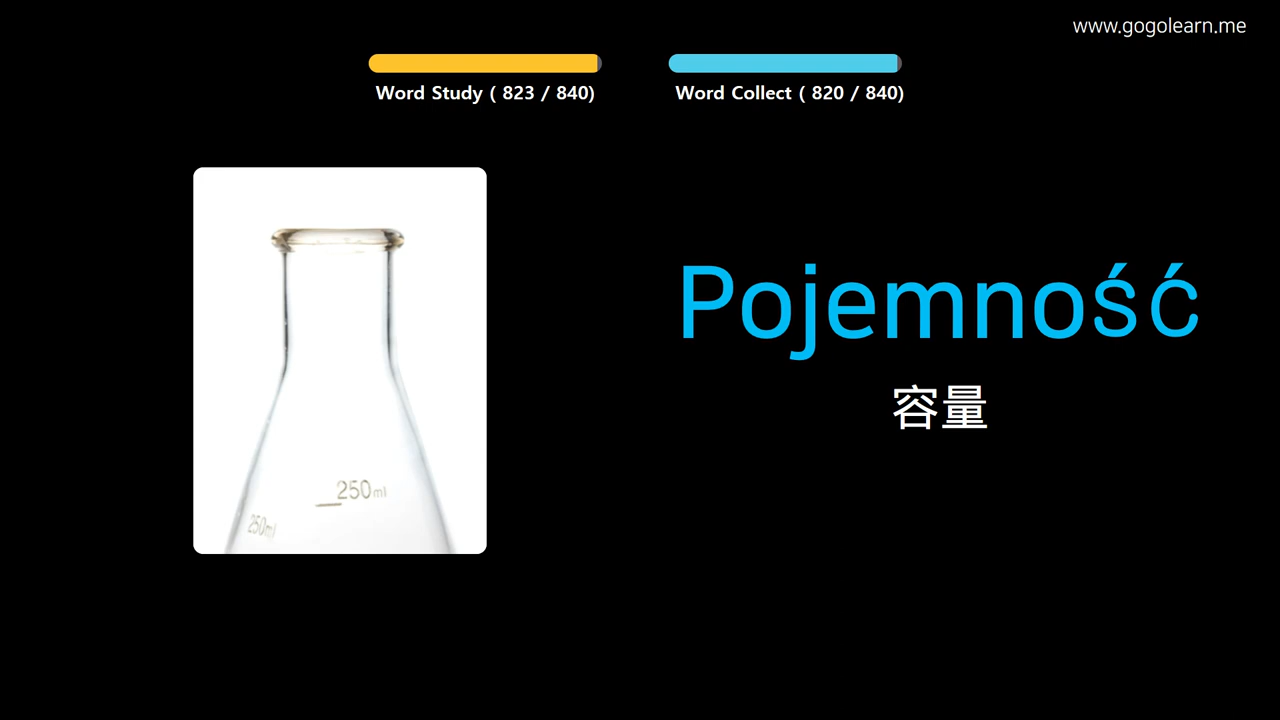 www.gogolearn.me
Word Study ( 823 / 840)
Word Collect ( 820 / 840)
Pojemność
容量
250ml
250ml